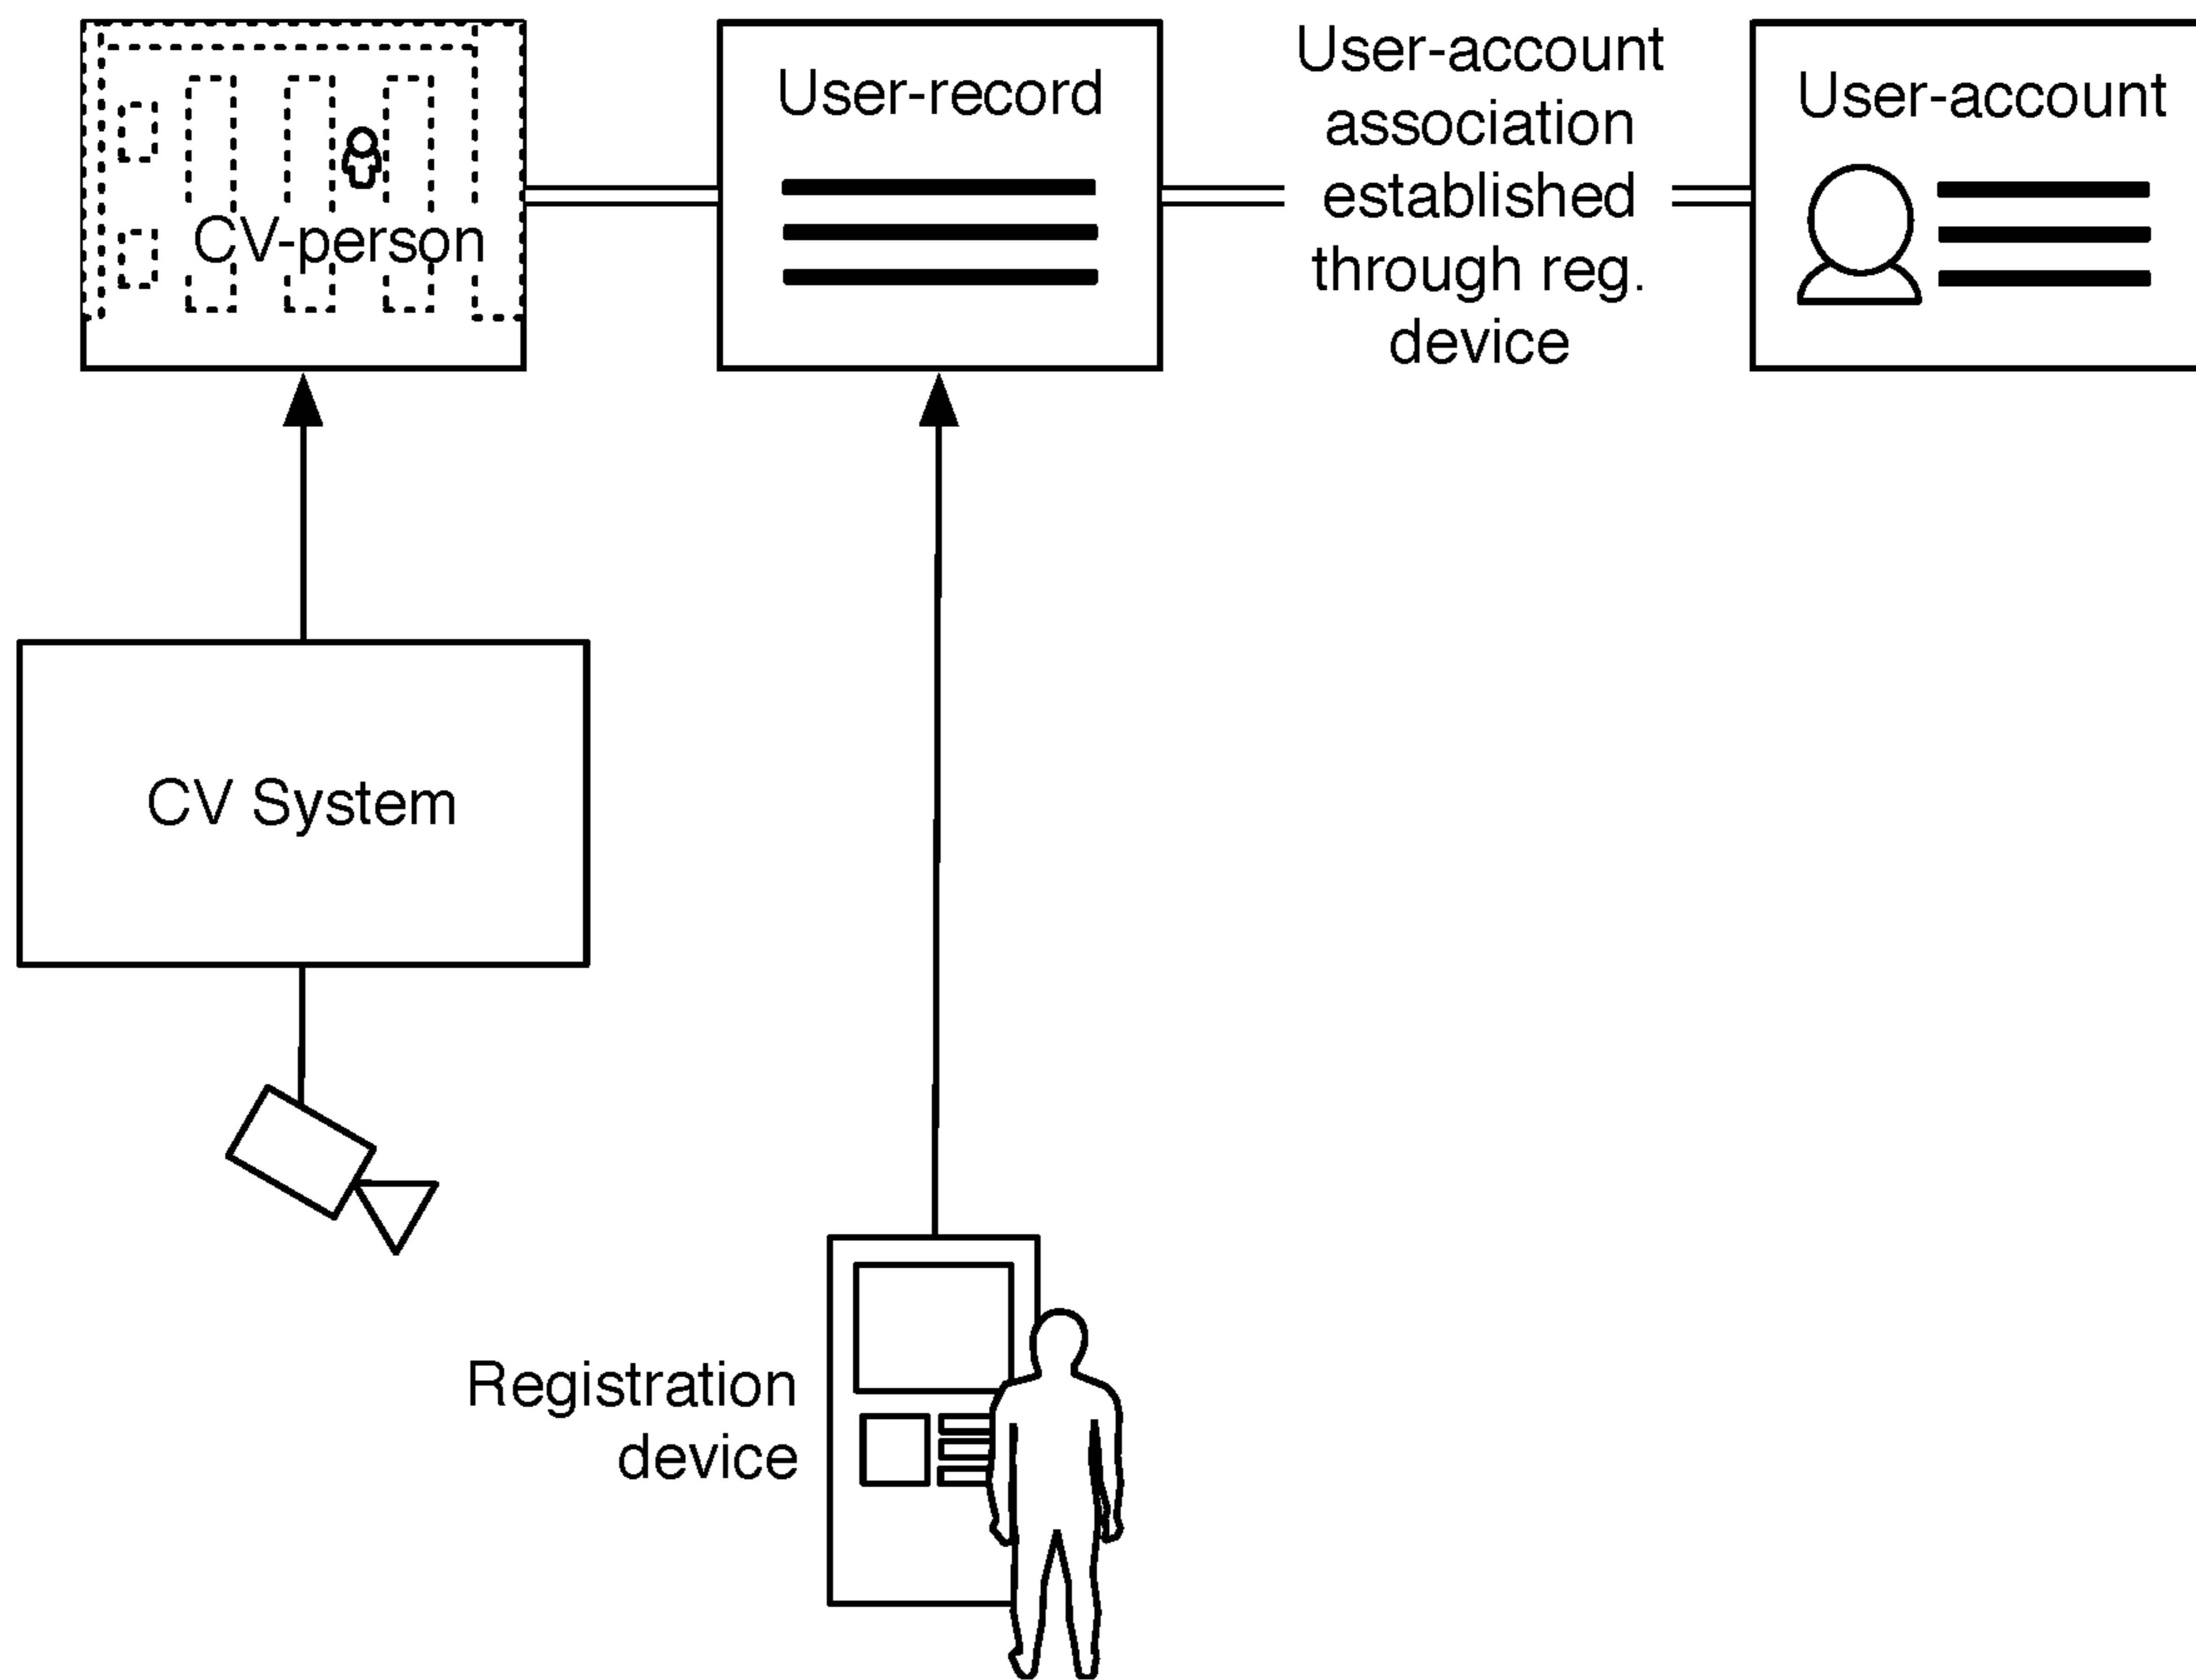 CV-person
User-record
User-account
association
established
through reg.
device
User-account
CV System
Registration
device